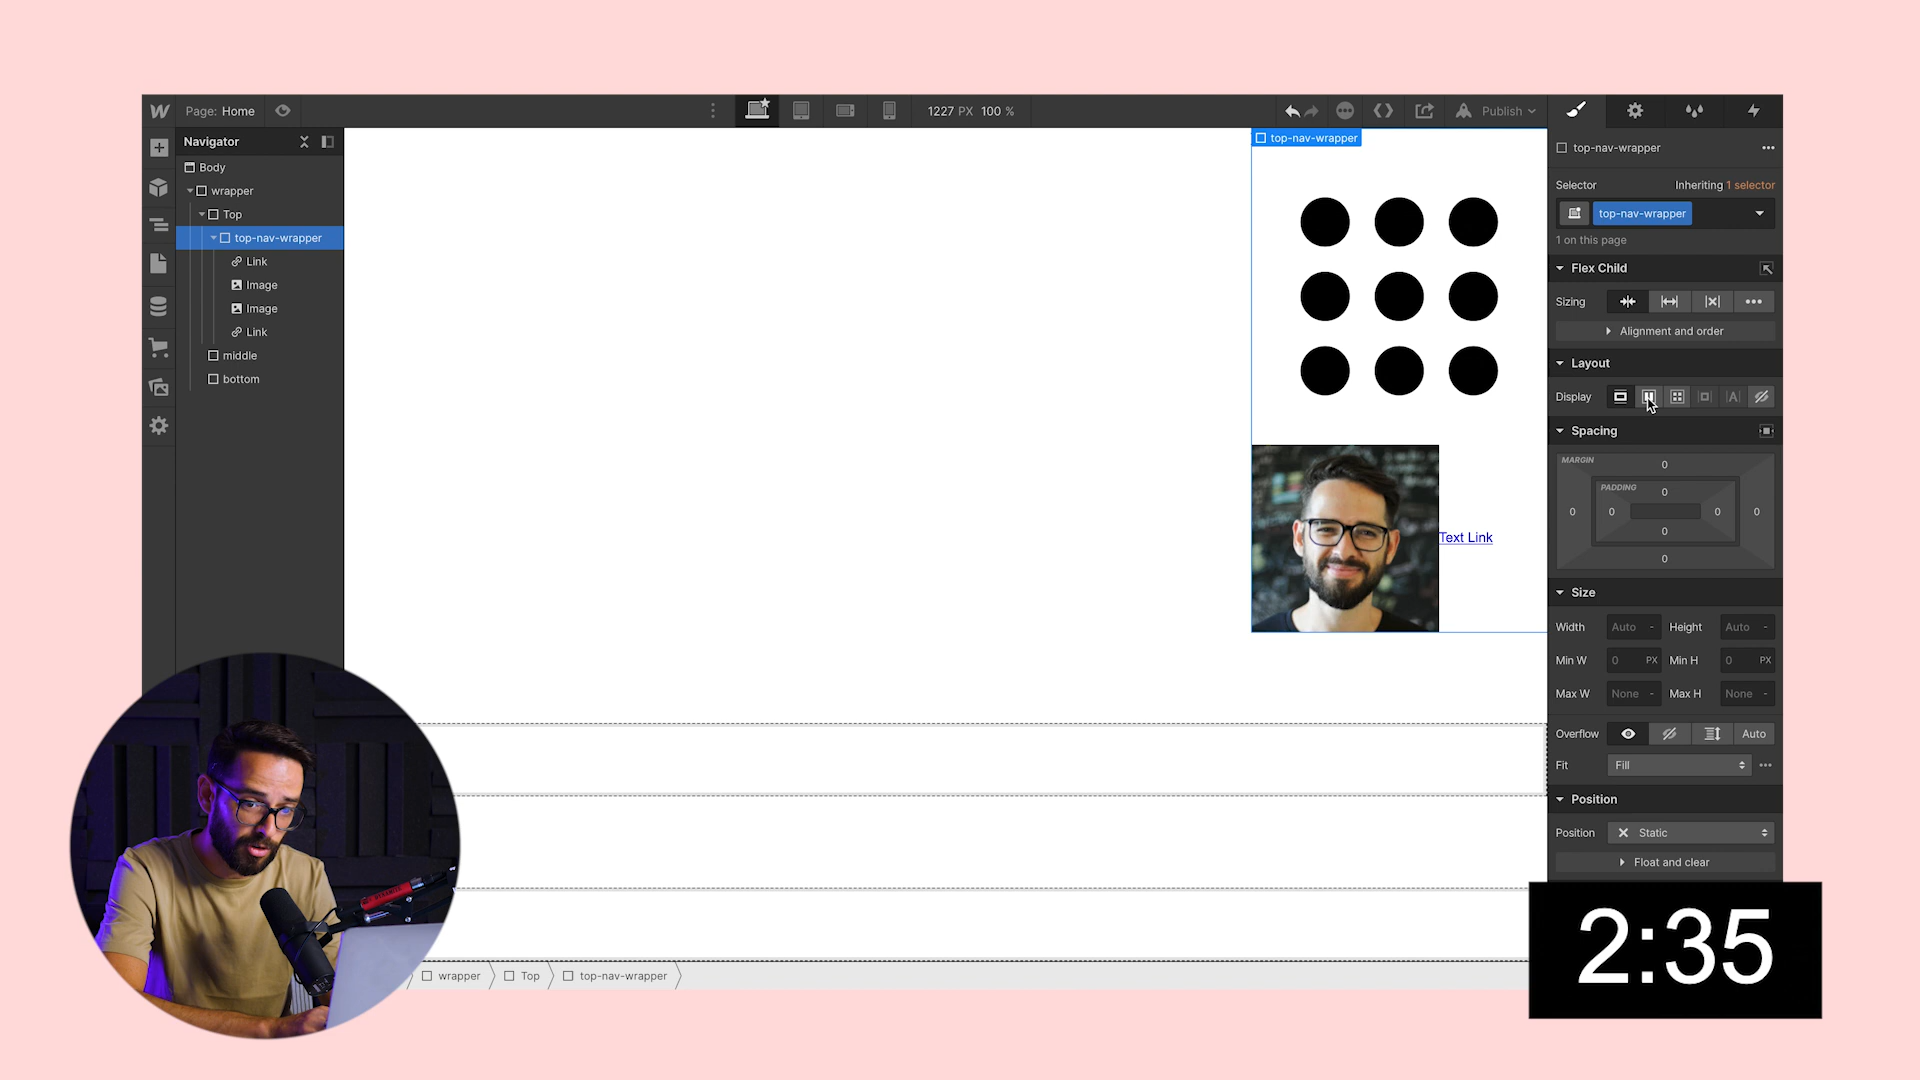 Page: Home
1227 PX 100 %
Publish
Navigator
Body
wrapper
Top
top-nav-wrapper
Link
Image
Image
Link
middle
bottom
top-nav-wrapper
Text Link
top-nav-wrapper
Selector
Inheriting 1 selector
top-nav-wrapper
1 on this page
Flex Child
Sizing
Alignment and order
Layout
Display
Spacing
MARGIN
0
PADDING
0
0 0 0 0
0
0
Size
Width Auto - Height Auto -
Min W 0 PX Min H 0 PX
Max W None - Max H None -
Overflow Auto
Fit Fill
Position
Position Static
Float and clear
wrapper Top top-nav-wrapper
2:35